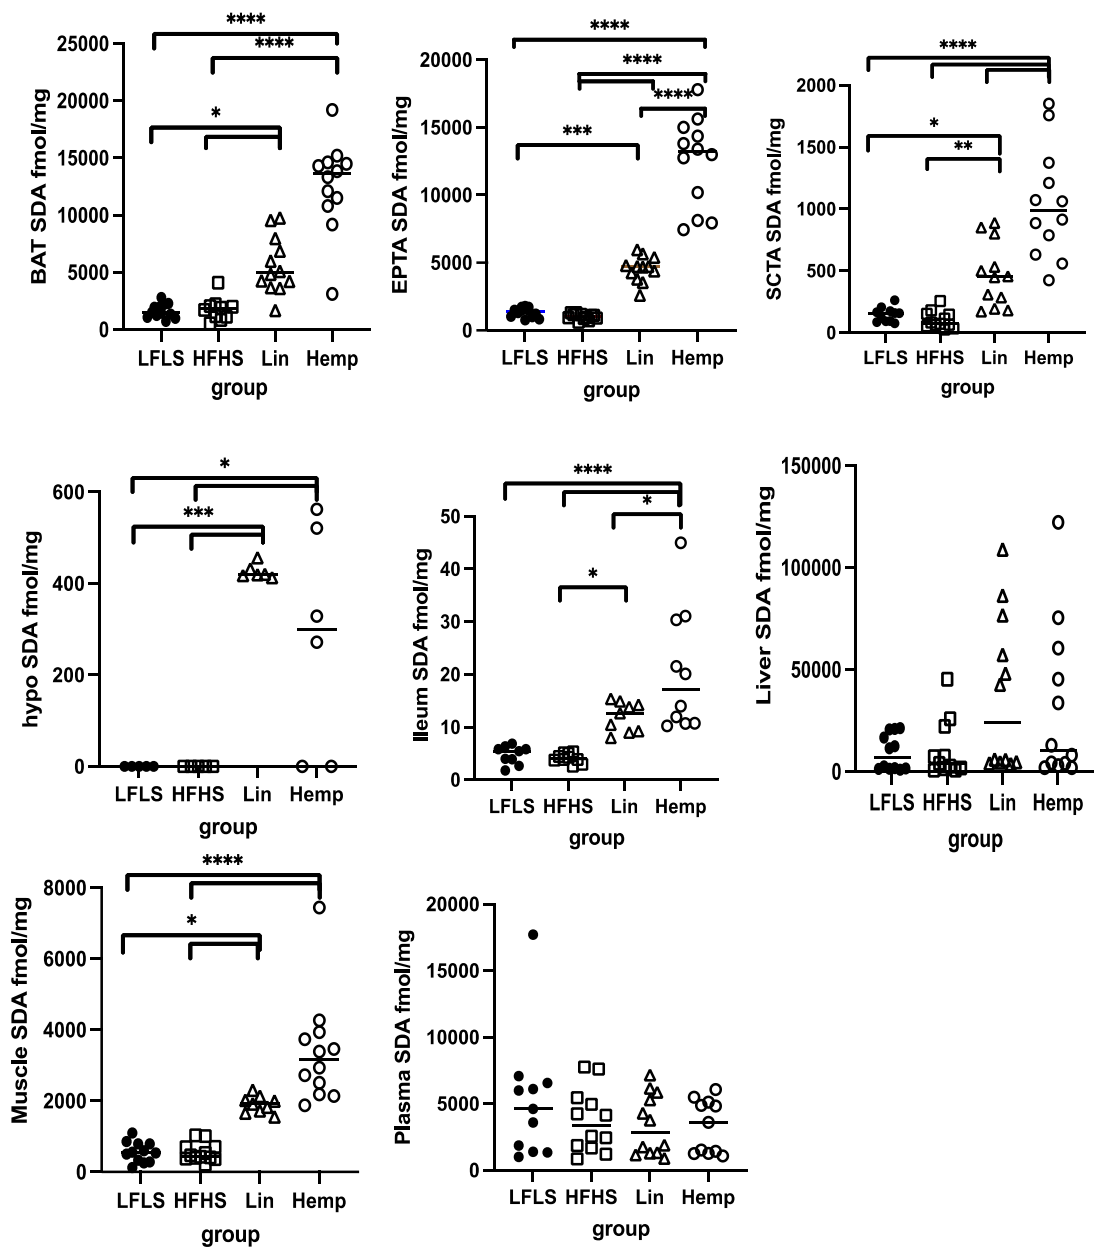 ****
****
*
BAT SDA fmol/mg
25000
20000
15000
10000
5000
0
LFLS HFHS Lin Hemp
group
****
****
****
***
EPTA SDA fmol/mg
20000
15000
10000
5000
0
LFLS HFHS Lin Hemp
group
****
*
**
SCTA SDA fmol/mg
2000
1500
1000
500
0
LFLS HFHS Lin Hemp
group
*
***
hypo SDA fmol/mg
600
400
200
0
LFLS HFHS Lin Hemp
group
****
*
*
Ileum SDA fmol/mg
50
40
30
20
10
0
LFLS HFHS Lin Hemp
group
Liver SDA fmol/mg
150000
100000
50000
0
LFLS HFHS Lin Hemp
group
****
*
Muscle SDA fmol/mg
8000
6000
4000
2000
0
LFLS HFHS Lin Hemp
group
Plasma SDA fmol/mg
20000
15000
10000
5000
0
LFLS HFHS Lin Hemp
group